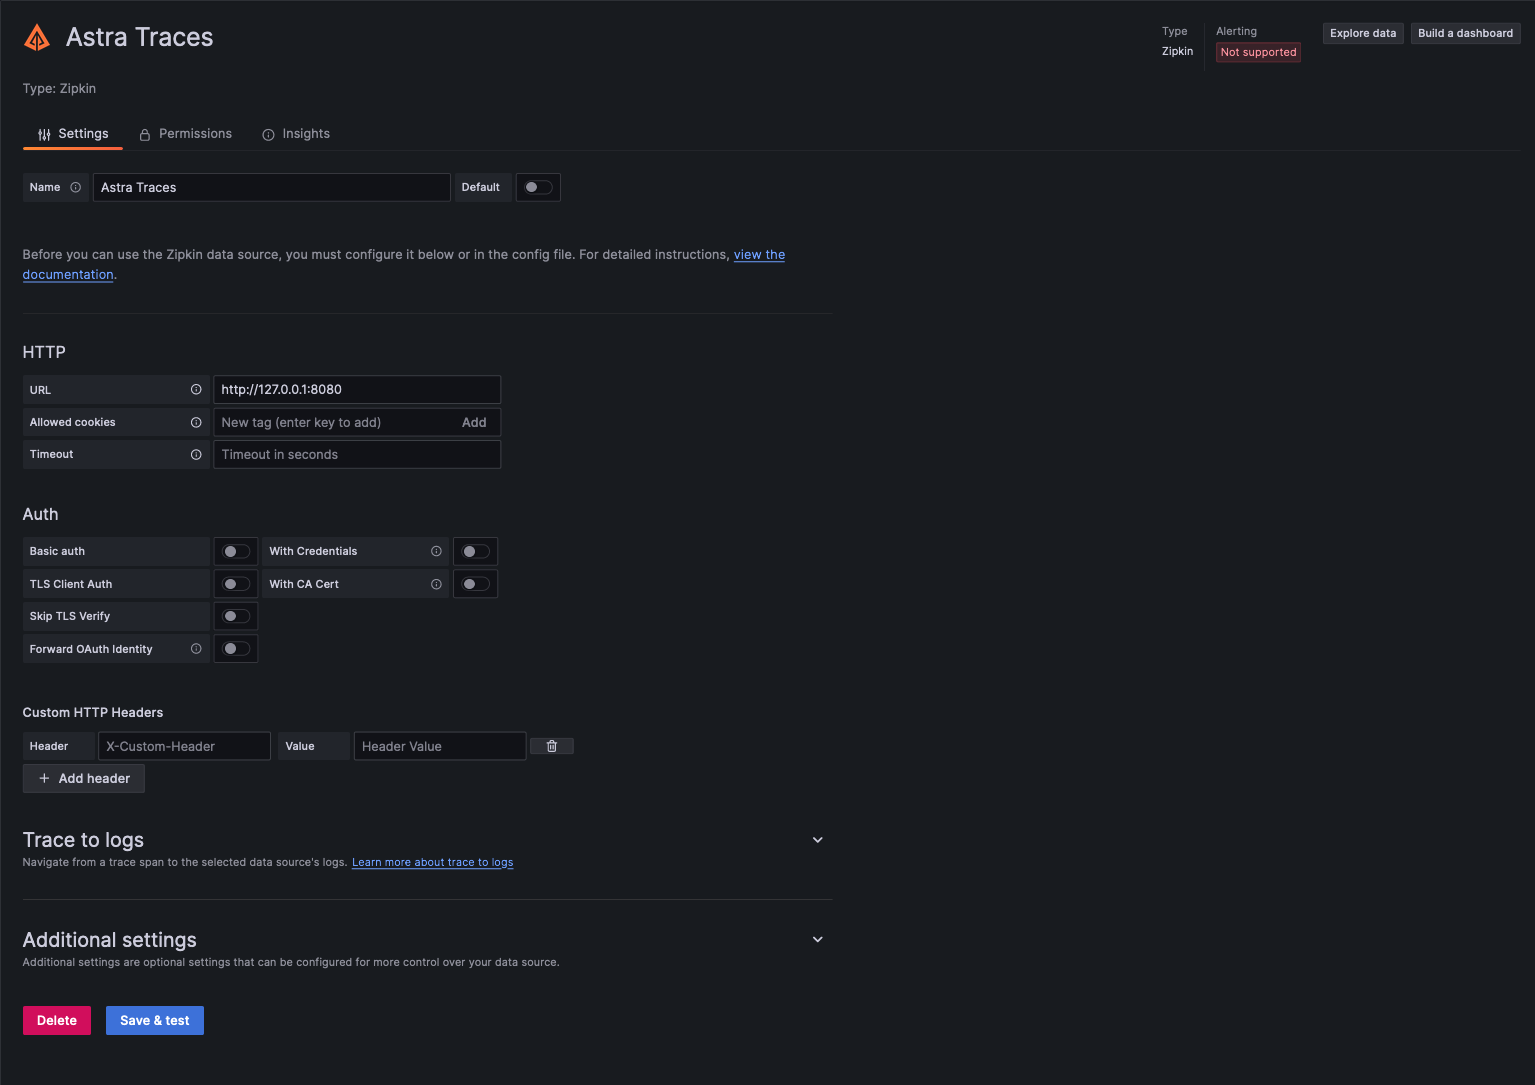 Astra Traces
Type
Zipkin
Alerting
Not supported
Explore data
Build a dashboard
Type: Zipkin
Settings
Permissions
Insights
Name
Astra Traces
Default
Before you can use the Zipkin data source, you must configure it below or in the config file. For detailed instructions, view the
documentation.
HTTP
URL
http://127.0.0.1:8080
Allowed cookies
New tag (enter key to add)
Add
Timeout
Timeout in seconds
Auth
Basic auth
With Credentials
TLS Client Auth
With CA Cert
Skip TLS Verify
Forward OAuth Identity
Custom HTTP Headers
Header
X-Custom-Header
Value
Header Value
Add header
Trace to logs
Navigate from a trace span to the selected data source's logs. Learn more about trace to logs
Additional settings
Additional settings are optional settings that can be configured for more control over your data source.
Delete
Save & test